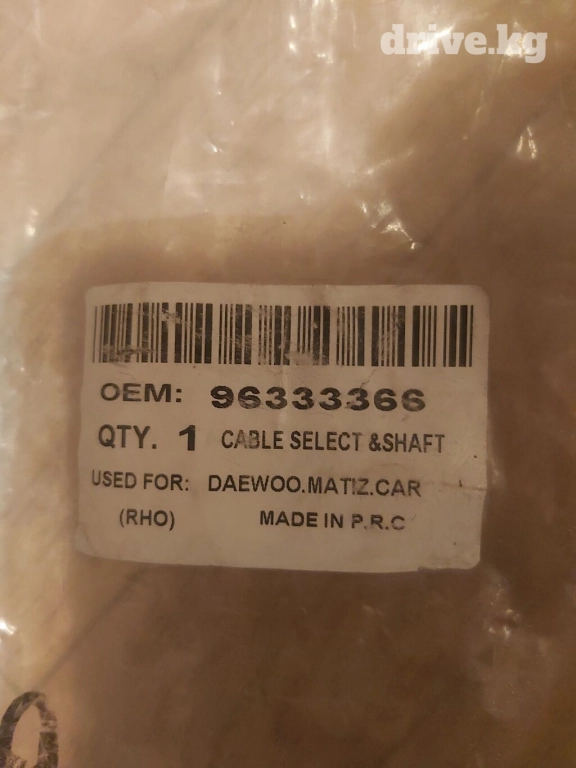 drive.kg
OEM: 96333366
QTY. 1 CABLE SELECT &SHAFT
USED FOR: DAEWOO.MATIZ.CAR
(RHO) MADE IN P.R.C